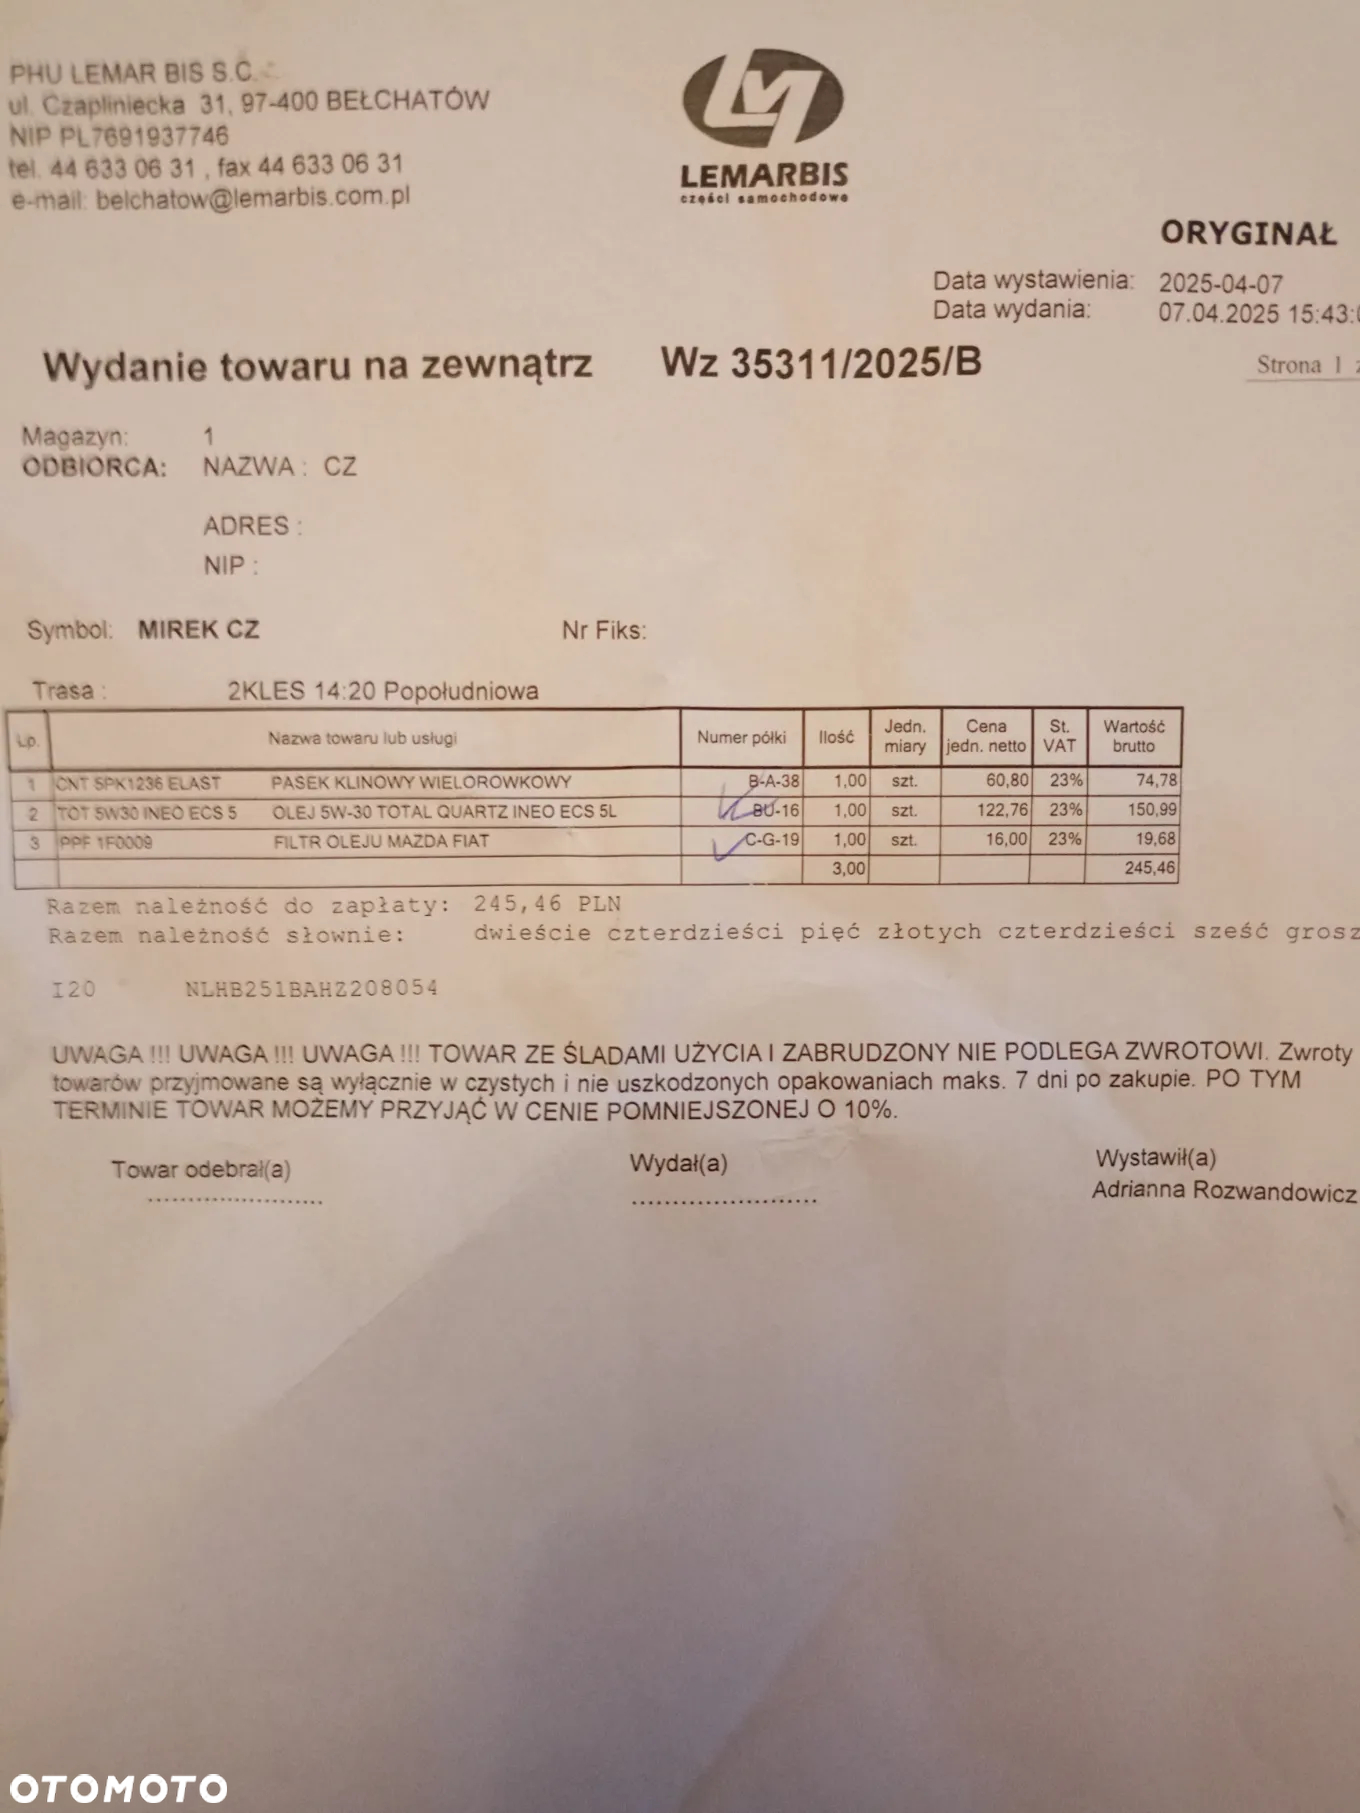 PHU LEMAR BIS S.C.
ul. Czapliniecka 31, 97-400 BEŁCHATÓW
NIP PL7691937746
tel. 44 633 06 31 , fax 44 633 06 31
e-mail: belchatow@lemarbis.com.pl
LM
LEMARBIS
części samochodowe
ORYGINAŁ
Data wystawienia: 2025-04-07
Data wydania: 07.04.2025 15:43:
Wydanie towaru na zewnątrz Wz 35311/2025/B
Strona 1
Magazyn: 1
ODBIORCA: NAZWA : CZ
ADRES :
NIP :
Symbol: MIREK CZ Nr Fiks:
Trasa : 2KLES 14:20 Popołudniowa
Lp. Nazwa towaru lub usługi Numer półki Ilość Jedn. miary Cena jedn. netto St. VAT Wartość brutto
1 CNT 5PK1236 ELAST PASEK KLINOWY WIELOROWKOWY B-A-38 1,00 szt. 60,80 23% 74,78
2 TOT 5W30 INEO ECS 5 OLEJ 5W-30 TOTAL QUARTZ INEO ECS 5L BU-16 1,00 szt. 122,76 23% 150,99
3 PPF 1F0009 FILTR OLEJU MAZDA FIAT C-G-19 1,00 szt. 16,00 23% 19,68
3,00 245,46
Razem należność do zapłaty: 245,46 PLN
Razem należność słownie: dwieście czterdzieści pięć złotych czterdzieści sześć grosz
I20 NLHB251BAHZ208054
UWAGA !!! UWAGA !!! UWAGA !!! TOWAR ZE ŚLADAMI UŻYCIA I ZABRUDZONY NIE PODLEGA ZWROTOWI. Zwroty
towarów przyjmowane są wyłącznie w czystych i nie uszkodzonych opakowaniach maks. 7 dni po zakupie. PO TYM
TERMINIE TOWAR MOŻEMY PRZYJĄĆ W CENIE POMNIEJSZONEJ O 10%.
Towar odebrał(a) Wydał(a) Wystawił(a)
Adrianna Rozwandowicz
OTOMOTO